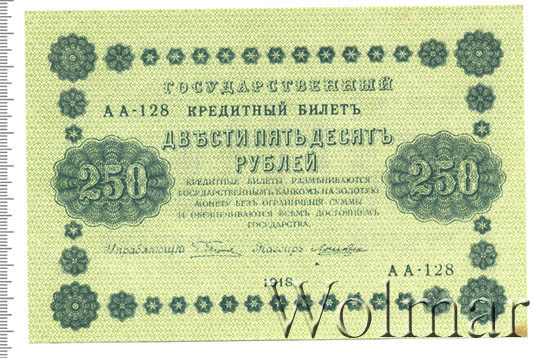 ГОСУДАРСТВЕННЫЙ
АА-128 КРЕДИТНЫЙ БИЛЕТЪ
ДВѢСТИ ПЯТЬДЕСЯТЪ
РУБЛЕЙ
250 250
КРЕДИТНЫЕ БИЛЕТЫ РАЗМѢНИВАЮТСЯ
ГОСУДАРСТВЕННЫМЪ БАНКОМЪ НА ЗОЛОТУЮ
МОНЕТУ БЕЗЪ ОГРАНИЧЕНІЯ СУММЫ
И ОБЕЗПЕЧИВАЮТСЯ ВСѢМЪ ДОСТОЯНІЕМЪ
ГОСУДАРСТВА.
Управляющій Кассиръ
1918
АА-128
Wolmar